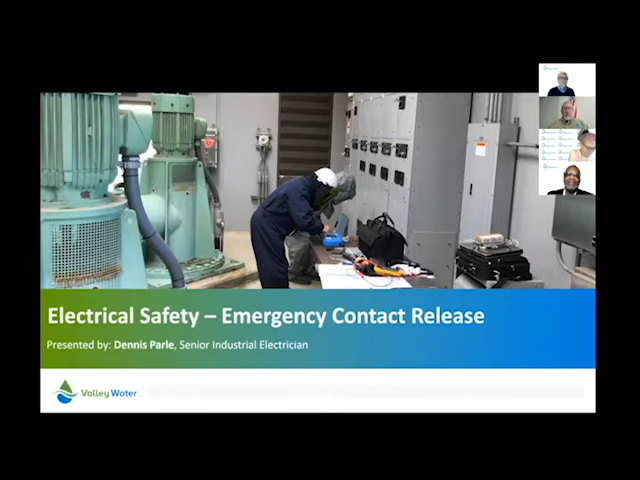 Electrical Safety – Emergency Contact Release
Presented by: Dennis Parle, Senior Industrial Electrician
Valley Water